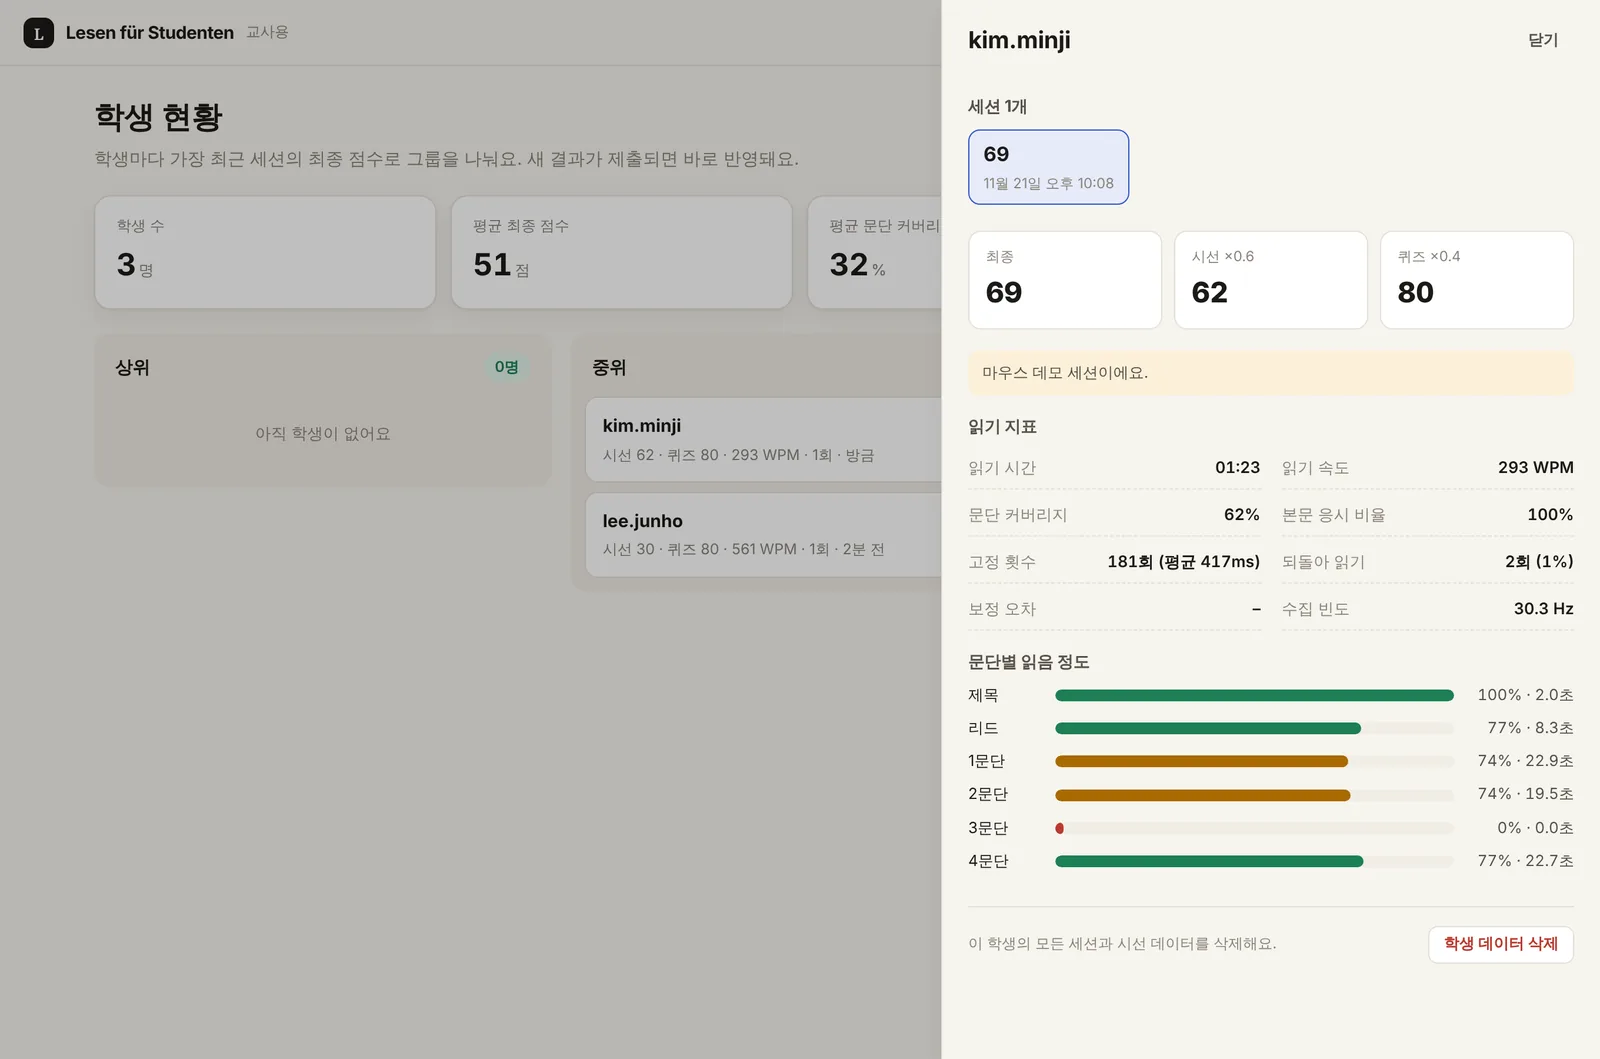 L Lesen für Studenten 교사용
학생 현황
학생마다 가장 최근 세션의 최종 점수로 그룹을 나눠요. 새 결과가 제출되면 바로 반영돼요.
학생 수
3 명
평균 최종 점수
51 점
평균 문단 커버리
32 %
상위 0명
아직 학생이 없어요
중위
kim.minji
시선 62 · 퀴즈 80 · 293 WPM · 1회 · 방금
lee.junho
시선 30 · 퀴즈 80 · 561 WPM · 1회 · 2분 전
kim.minji 닫기
세션 1개
69
11월 21일 오후 10:08
최종
69
시선 ×0.6
62
퀴즈 ×0.4
80
마우스 데모 세션이에요.
읽기 지표
읽기 시간 01:23 읽기 속도 293 WPM
문단 커버리지 62% 본문 응시 비율 100%
고정 횟수 181회 (평균 417ms) 되돌아 읽기 2회 (1%)
보정 오차 – 수집 빈도 30.3 Hz
문단별 읽음 정도
제목 100% · 2.0초
리드 77% · 8.3초
1문단 74% · 22.9초
2문단 74% · 19.5초
3문단 0% · 0.0초
4문단 77% · 22.7초
이 학생의 모든 세션과 시선 데이터를 삭제해요. 학생 데이터 삭제